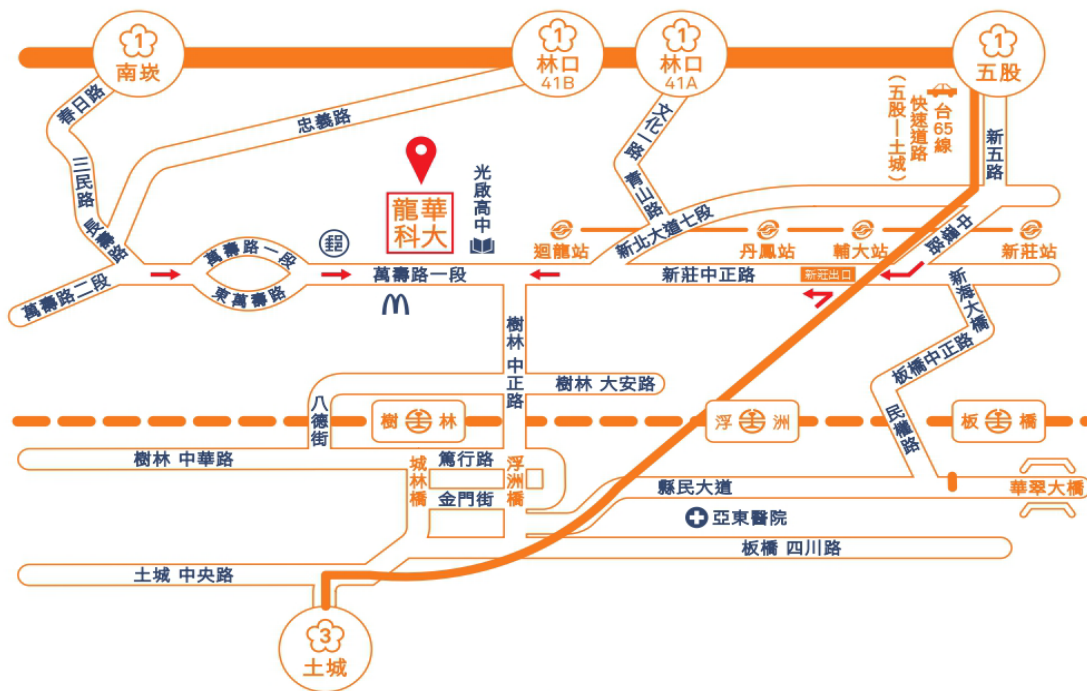 1
南崁
1
林口
41B
1
林口
41A
1
五股
春日路
忠義路
文化一路
青山路
台65線
快速道路
(五股—土城)
新五路
三民路
長壽路
龍華
科大
光啟高中
郵
萬壽路一段
東萬壽路
萬壽路二段
萬壽路一段
新北大道七段
迴龍站
丹鳳站
輔大站
新莊站
新莊中正路
新莊出口
新海大橋
板橋中正路
民權路
樹林 中正路
樹林 大安路
八德街
樹 林
浮 洲
板 橋
樹林 中華路
篤行路
城林橋
浮洲橋
金門街
縣民大道
華翠大橋
亞東醫院
板橋 四川路
土城 中央路
3
土城